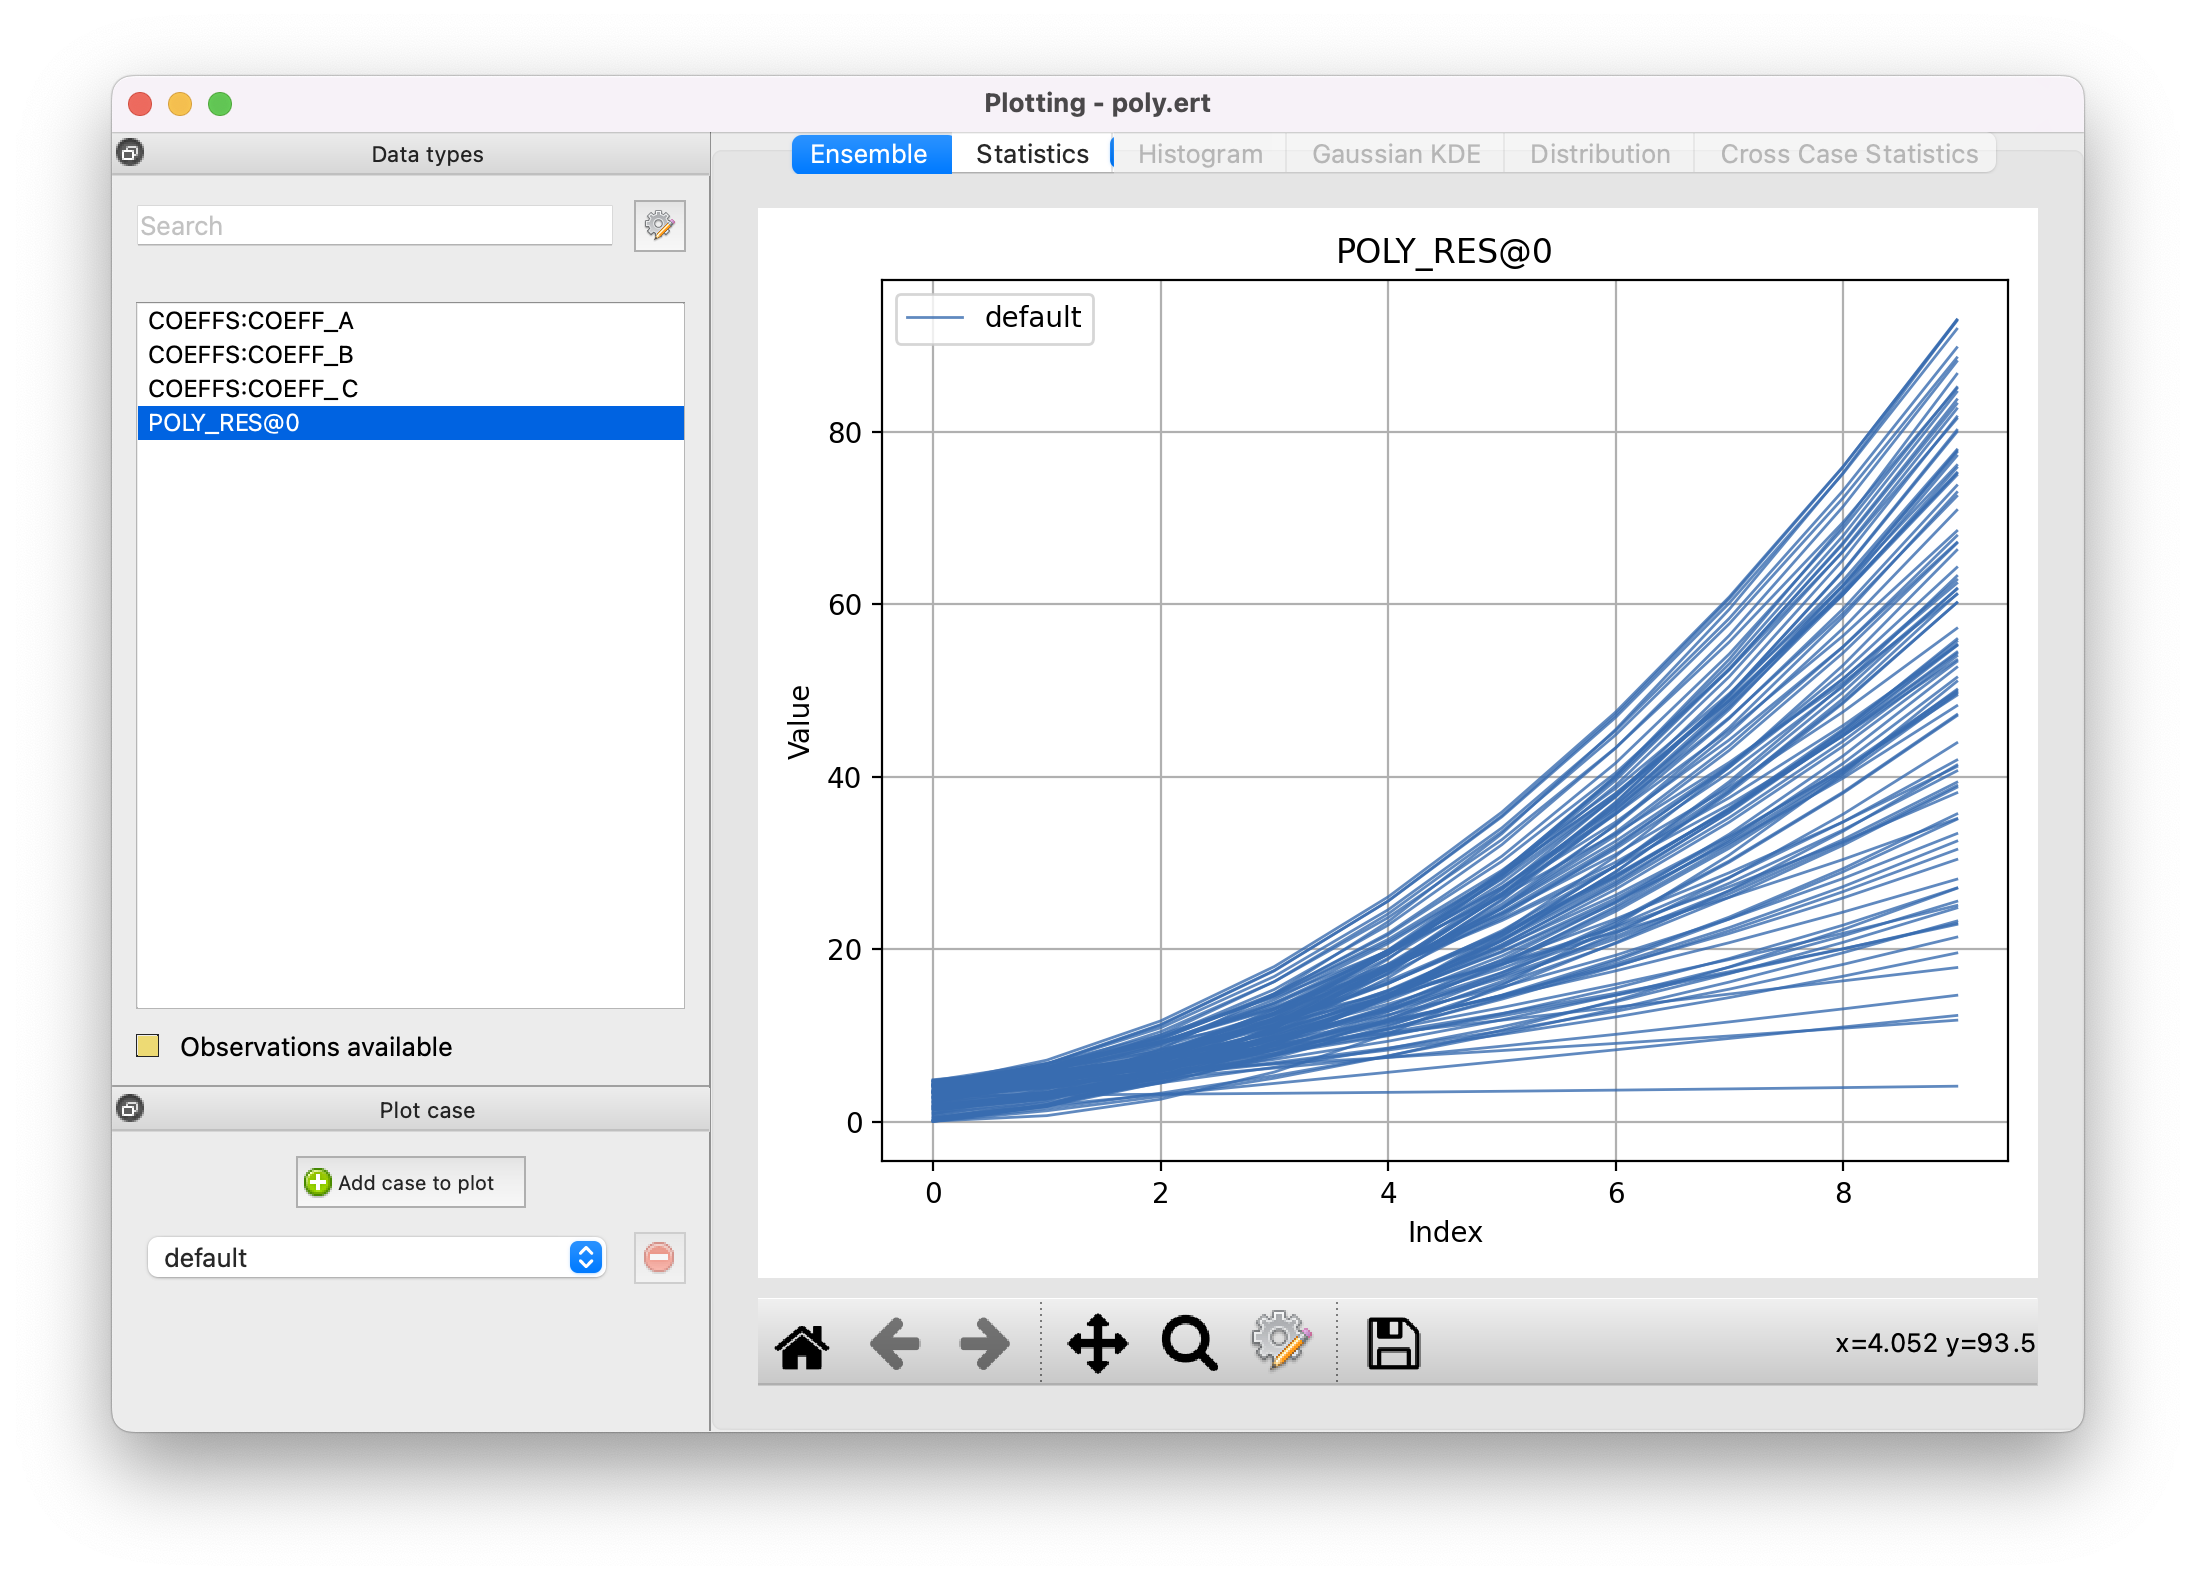 Plotting - poly.ert
Data types
Search
COEFFS:COEFF_A
COEFFS:COEFF_B
COEFFS:COEFF_C
POLY_RES@0
Observations available
Plot case
Add case to plot
default
Ensemble Statistics Histogram Gaussian KDE Distribution Cross Case Statistics
POLY_RES@0
default
Value
80
60
40
20
0
0 2 4 6 8
Index
x=4.052 y=93.5